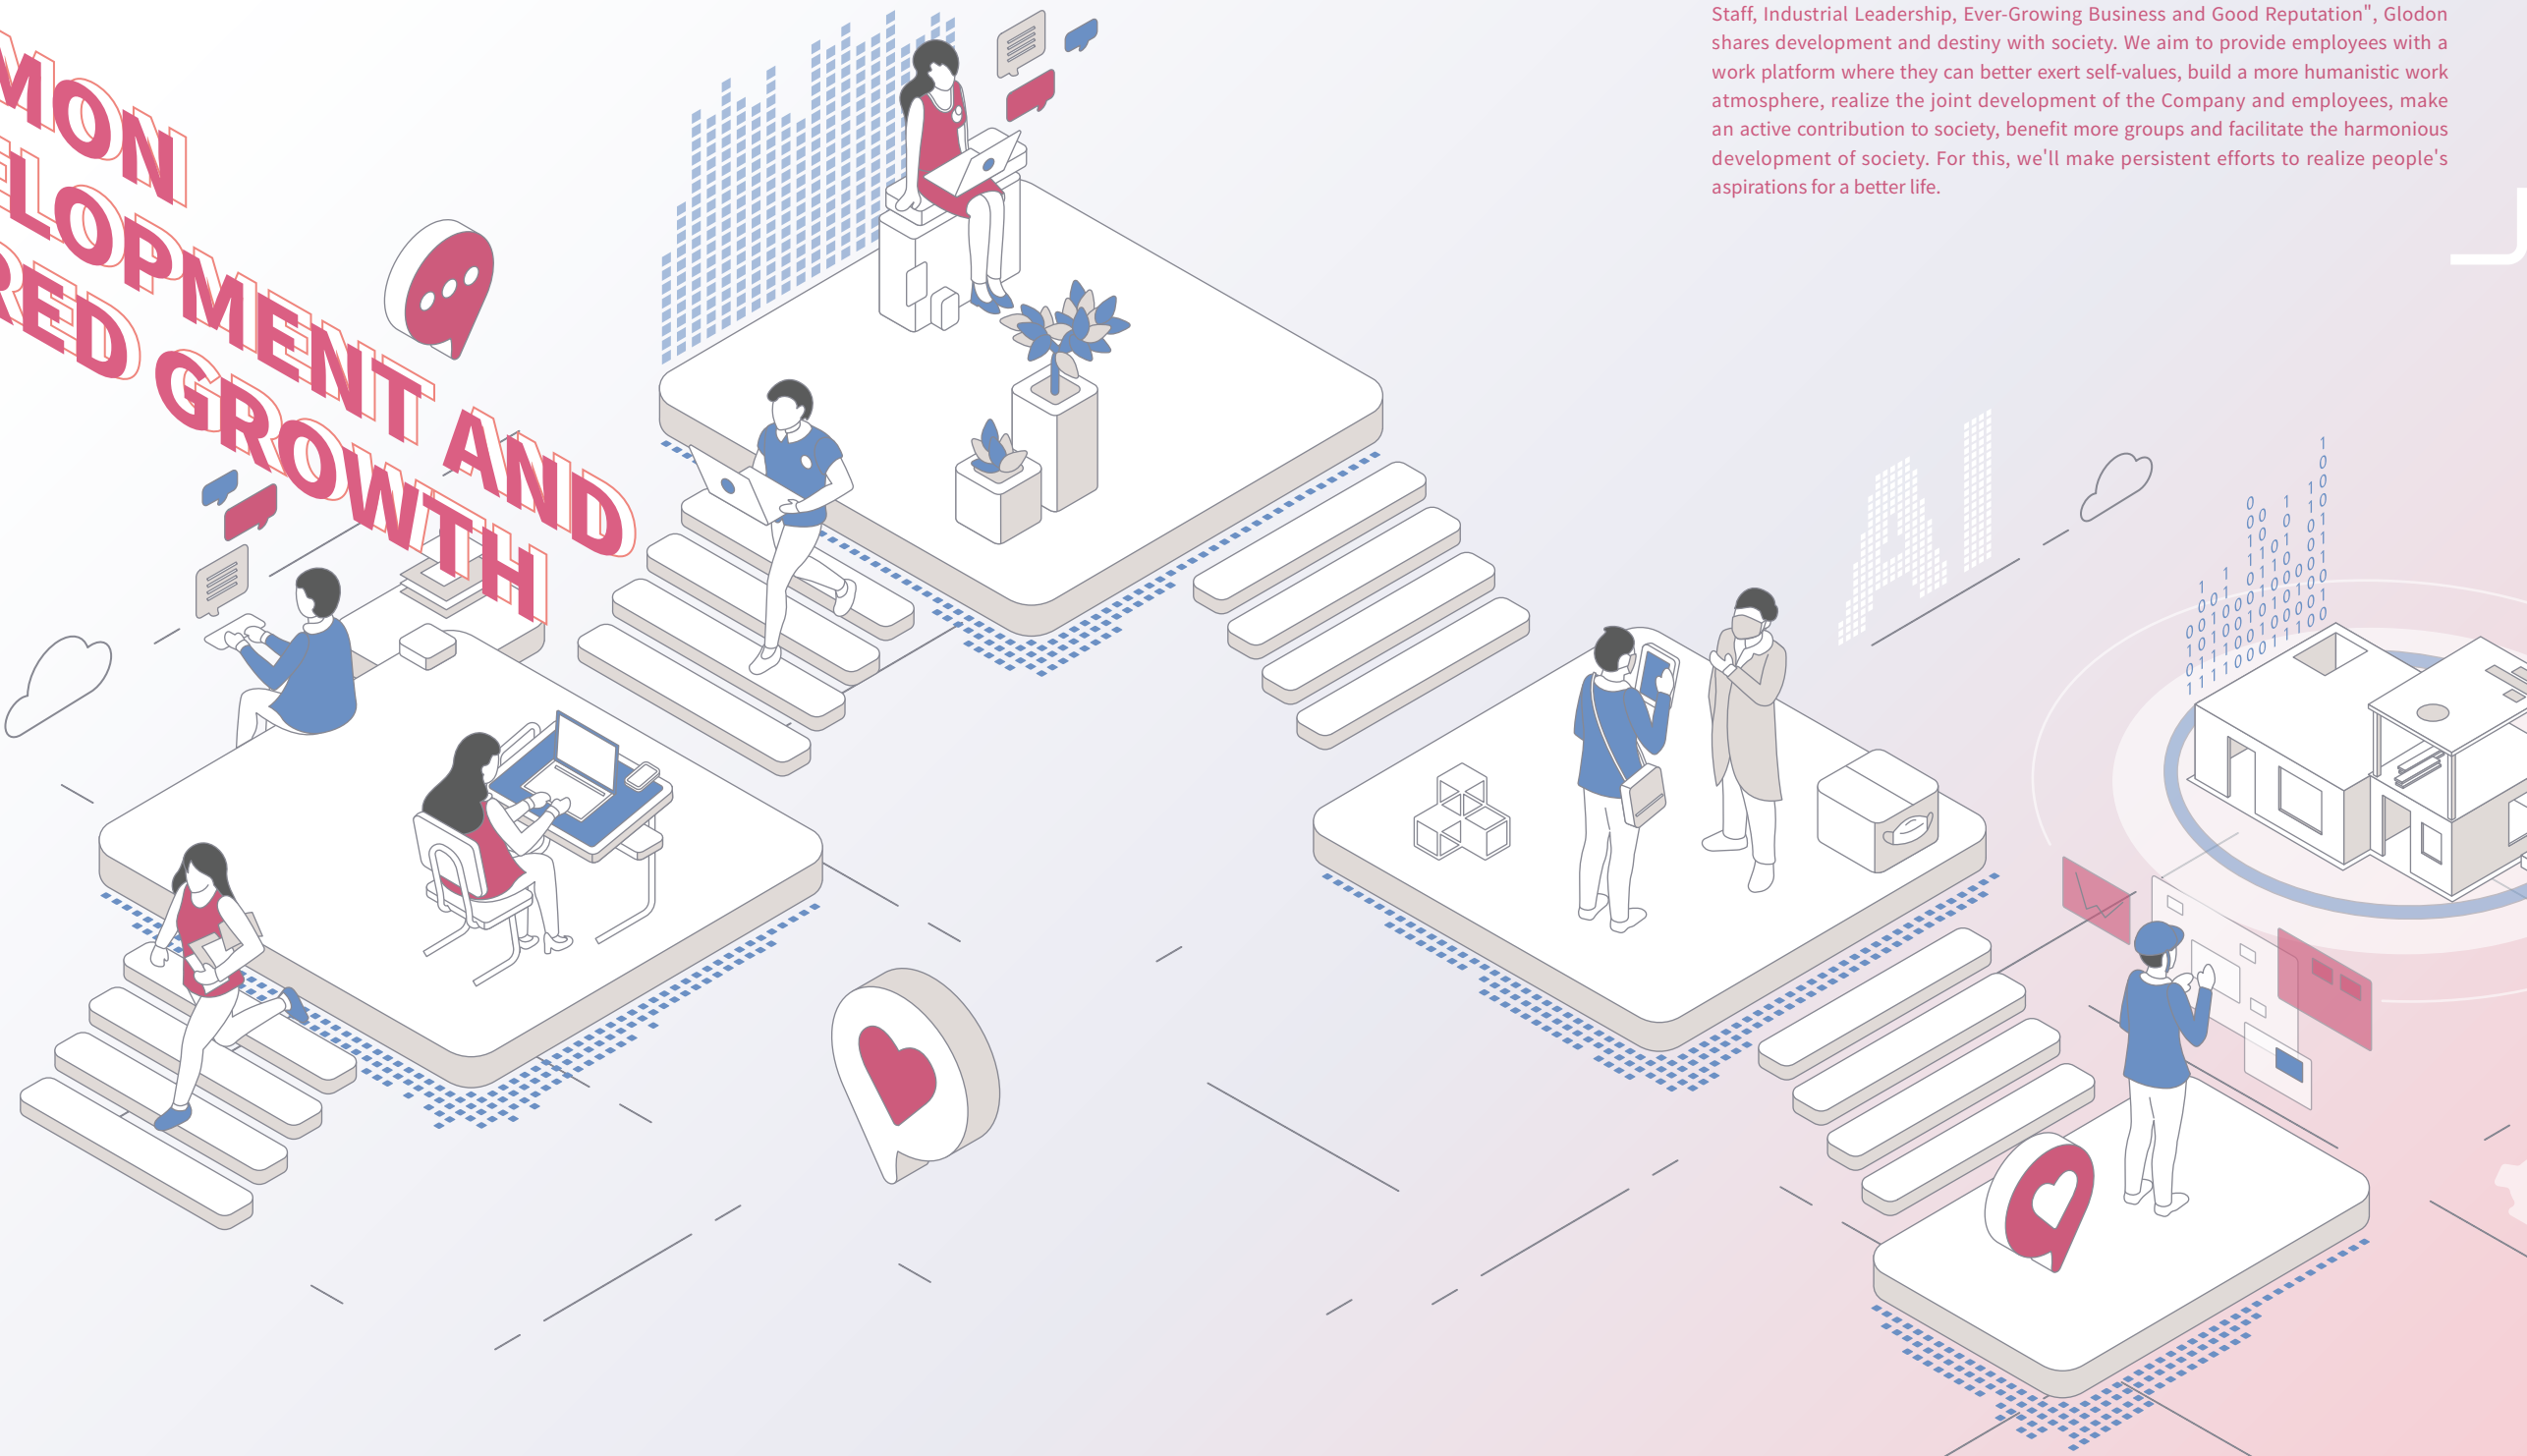 MON
ELOPMENT AND
RED GROWTH
Staff, Industrial Leadership, Ever-Growing Business and Good Reputation", Glodon
shares development and destiny with society. We aim to provide employees with a
work platform where they can better exert self-values, build a more humanistic work
atmosphere, realize the joint development of the Company and employees, make
an active contribution to society, benefit more groups and facilitate the harmonious
development of society. For this, we'll make persistent efforts to realize people's
aspirations for a better life.
AI